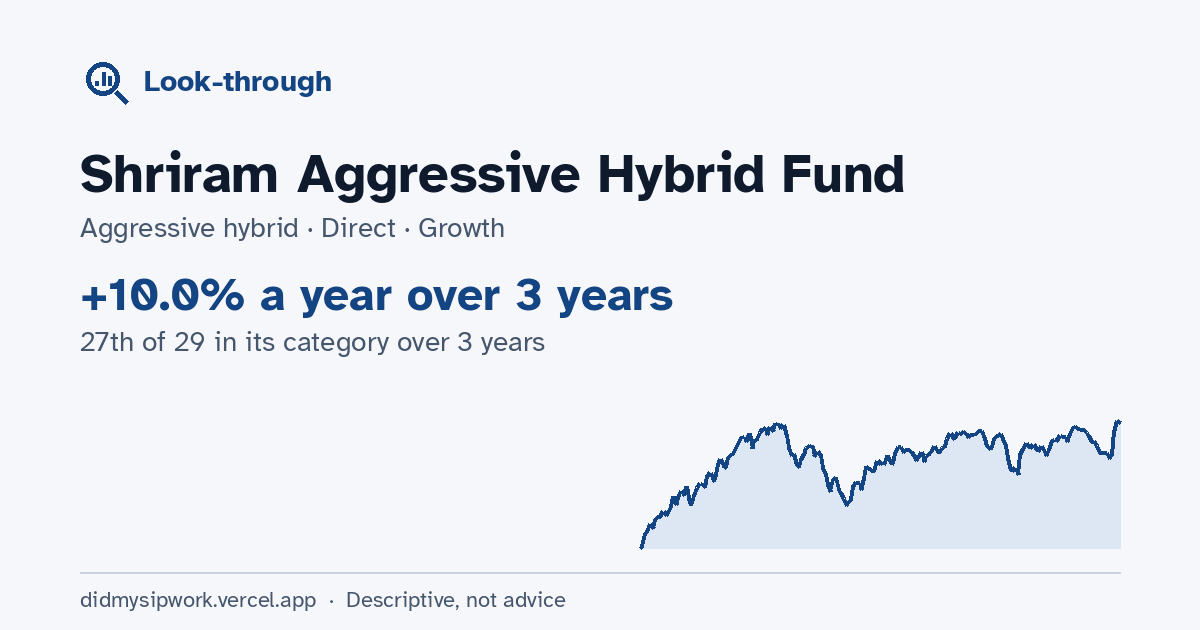 Look-through
Shriram Aggressive Hybrid Fund
Aggressive hybrid · Direct · Growth
+10.0% a year over 3 years
27th of 29 in its category over 3 years
didmysipwork.vercel.app · Descriptive, not advice